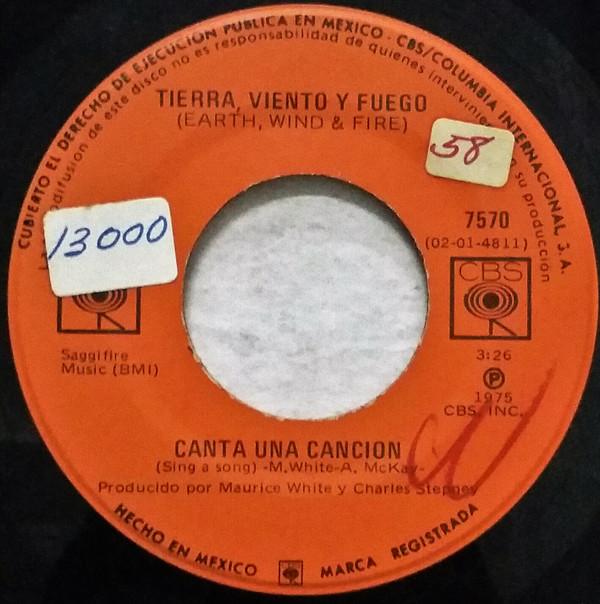 CUBIERTO EL DERECHO DE EJECUCION PUBLICA EN MEXICO - CBS/COLUMBIA INTERNACIONAL, S.A.
difusion de este disco no es responsabilidad de quienes intervinieron su produccion
TIERRA, VIENTO Y FUEGO
(EARTH, WIND & FIRE)
58
13000
7570
(02-01-4811)
CBS
Saggifire
Music (BMI)
3:26
P
1975
CBS, INC.
CANTA UNA CANCION
(Sing a song) -M. White-A. McKay-
Producido por Maurice White y Charles Stepney
HECHO EN MEXICO
MARCA REGISTRADA